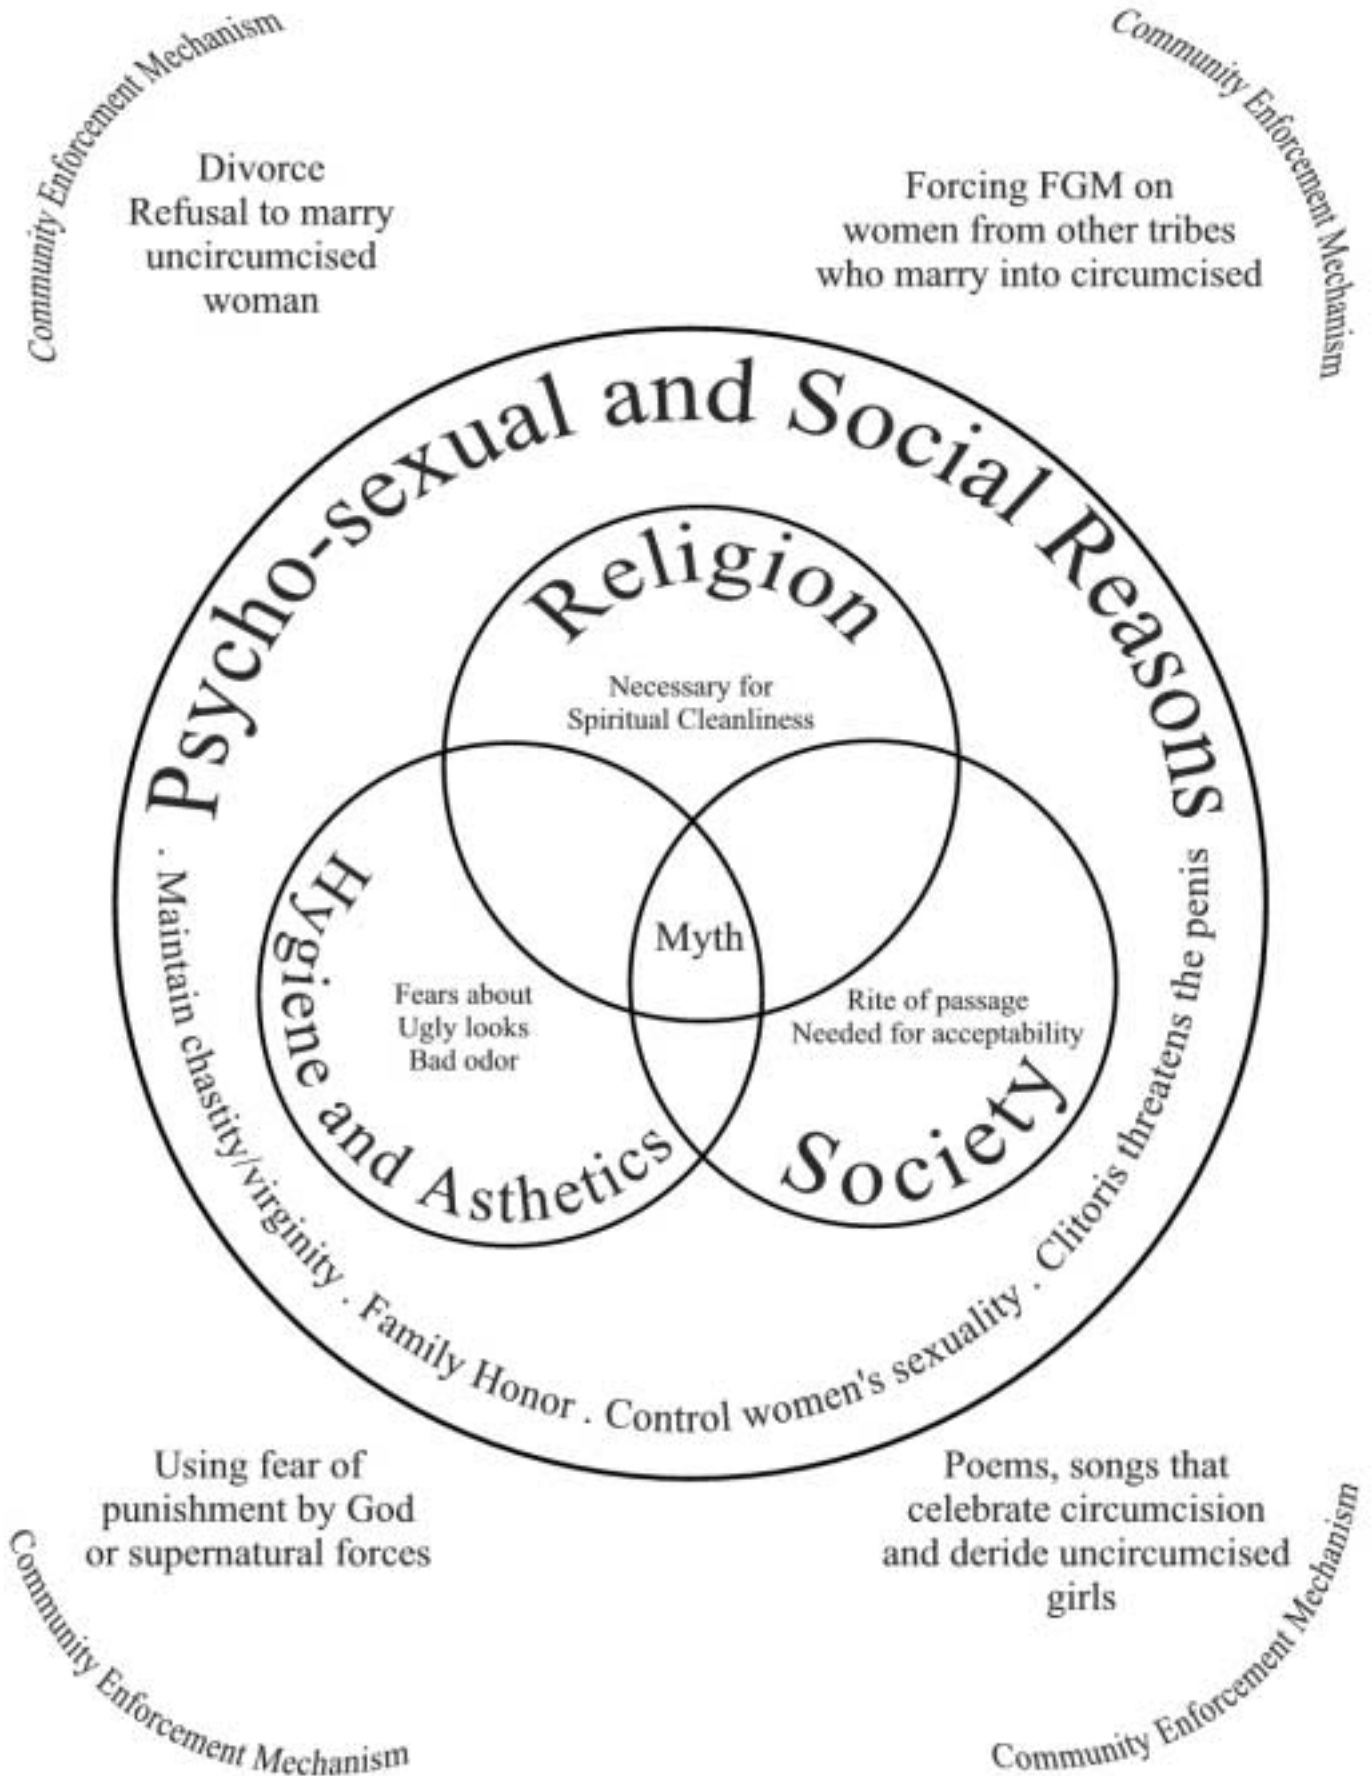 Community Enforcement Mechanism
Divorce
Refusal to marry
uncircumcised
woman
Community Enforcement Mechanism
Forcing FGM on
women from other tribes
who marry into circumcised
Psycho-sexual and Social Reasons
Religion
Necessary for
Spiritual Cleanliness
Myth
Hygiene and Asthetics
Fears about
Ugly looks
Bad odor
Rite of passage
Needed for acceptability
Society
. Maintain chastity/virginity . Family Honor . Control women's sexuality . Clitoris threatens the penis
Using fear of
punishment by God
or supernatural forces
Community Enforcement Mechanism
Poems, songs that
celebrate circumcision
and deride uncircumcised
girls
Community Enforcement Mechanism